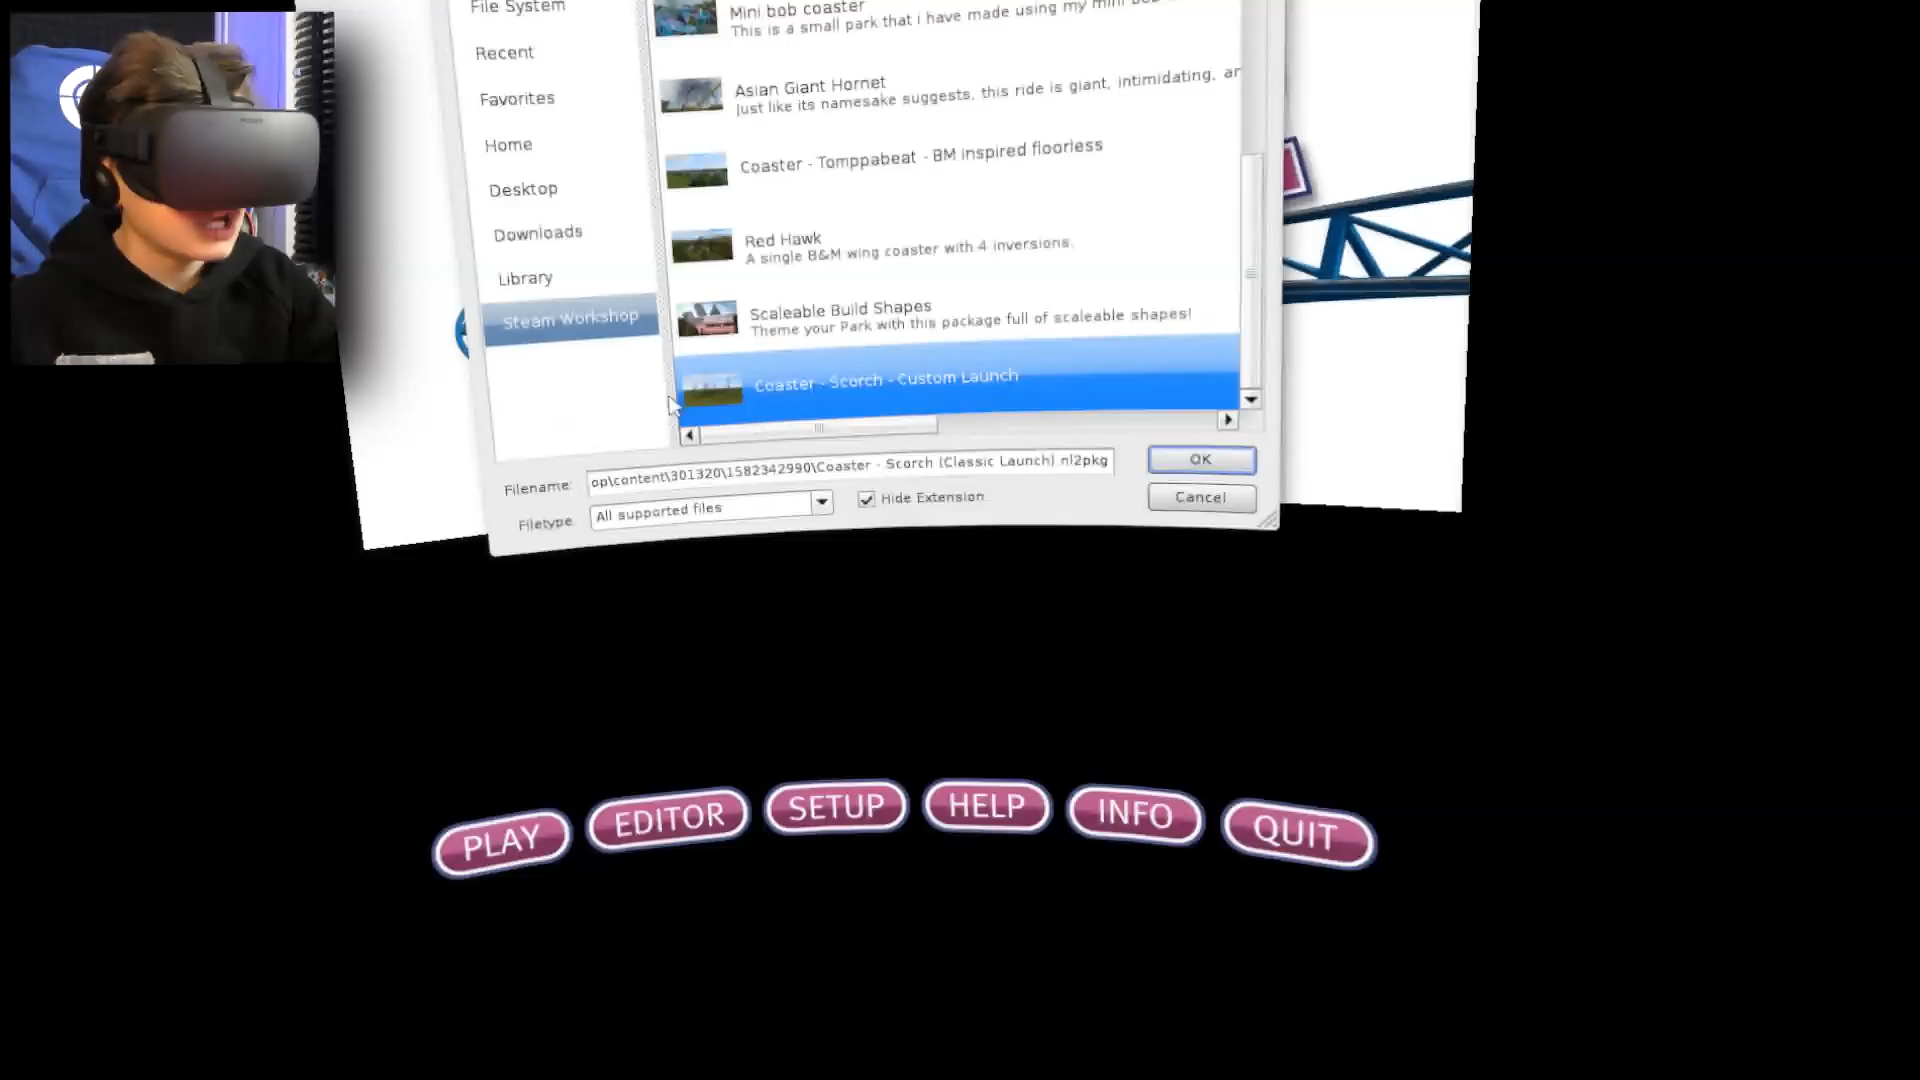 File System
Recent
Favorites
Home
Desktop
Downloads
Library
Steam Workshop
Mini bob coaster
This is a small park that i have made using my mini bob
Asian Giant Hornet
Just like its namesake suggests, this ride is giant, intimidating, ar
Coaster - Tomppabeat - BM inspired floorless
Red Hawk
A single B&M wing coaster with 4 inversions.
Scaleable Build Shapes
Theme your Park with this package full of scaleable shapes!
Coaster - Scorch - Custom Launch
Filename: op\content\301320\1582342990\Coaster - Scorch (Classic Launch) nl2pkg
OK
Filetype: All supported files
Hide Extension
Cancel
PLAY EDITOR SETUP HELP INFO QUIT